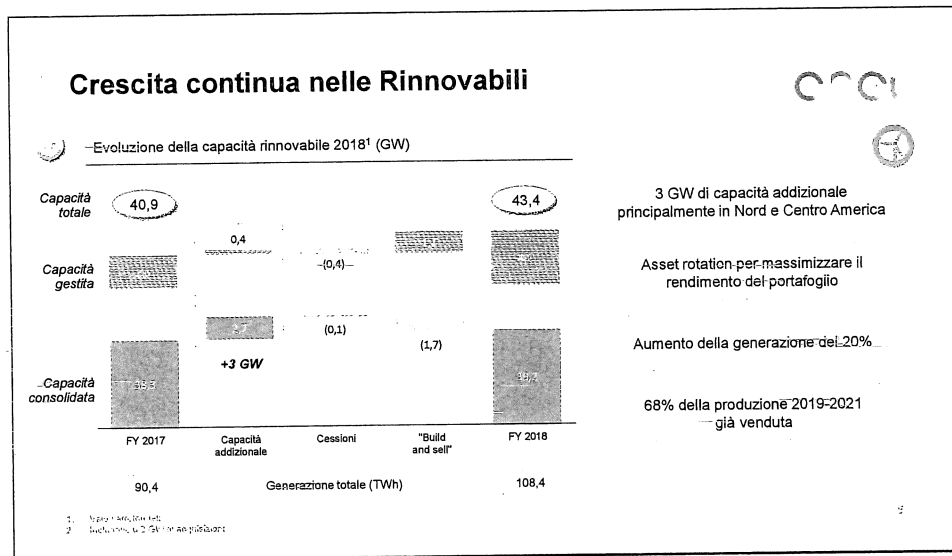 Crescita continua nelle Rinnovabili
Evoluzione della capacità rinnovabile 2018¹ (GW)
Capacità
totale
40,9
43,4
0,4
Capacità
gestita
(0,4)
(0,1)
(1,7)
+3 GW
Capacità
consolidata
FY 2017
Capacità
addizionale
Cessioni
"Build
and sell"
FY 2018
90,4
Generazione totale (TWh)
108,4
3 GW di capacità addizionale
principalmente in Nord e Centro America
Asset rotation per massimizzare il
rendimento del portafoglio
Aumento della generazione del 20%
68% della produzione 2019-2021
già venduta
1.
2